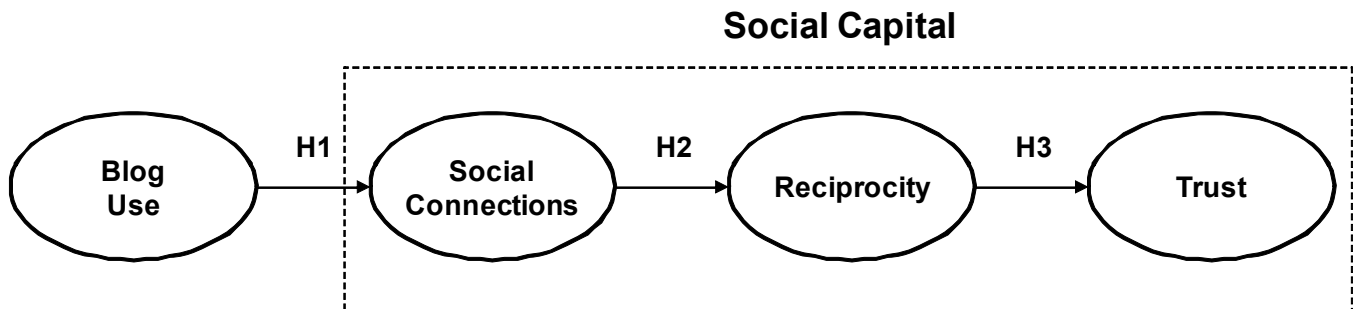 Social Capital
H1
H2
H3
Blog
Use
Social
Connections
Reciprocity
Trust